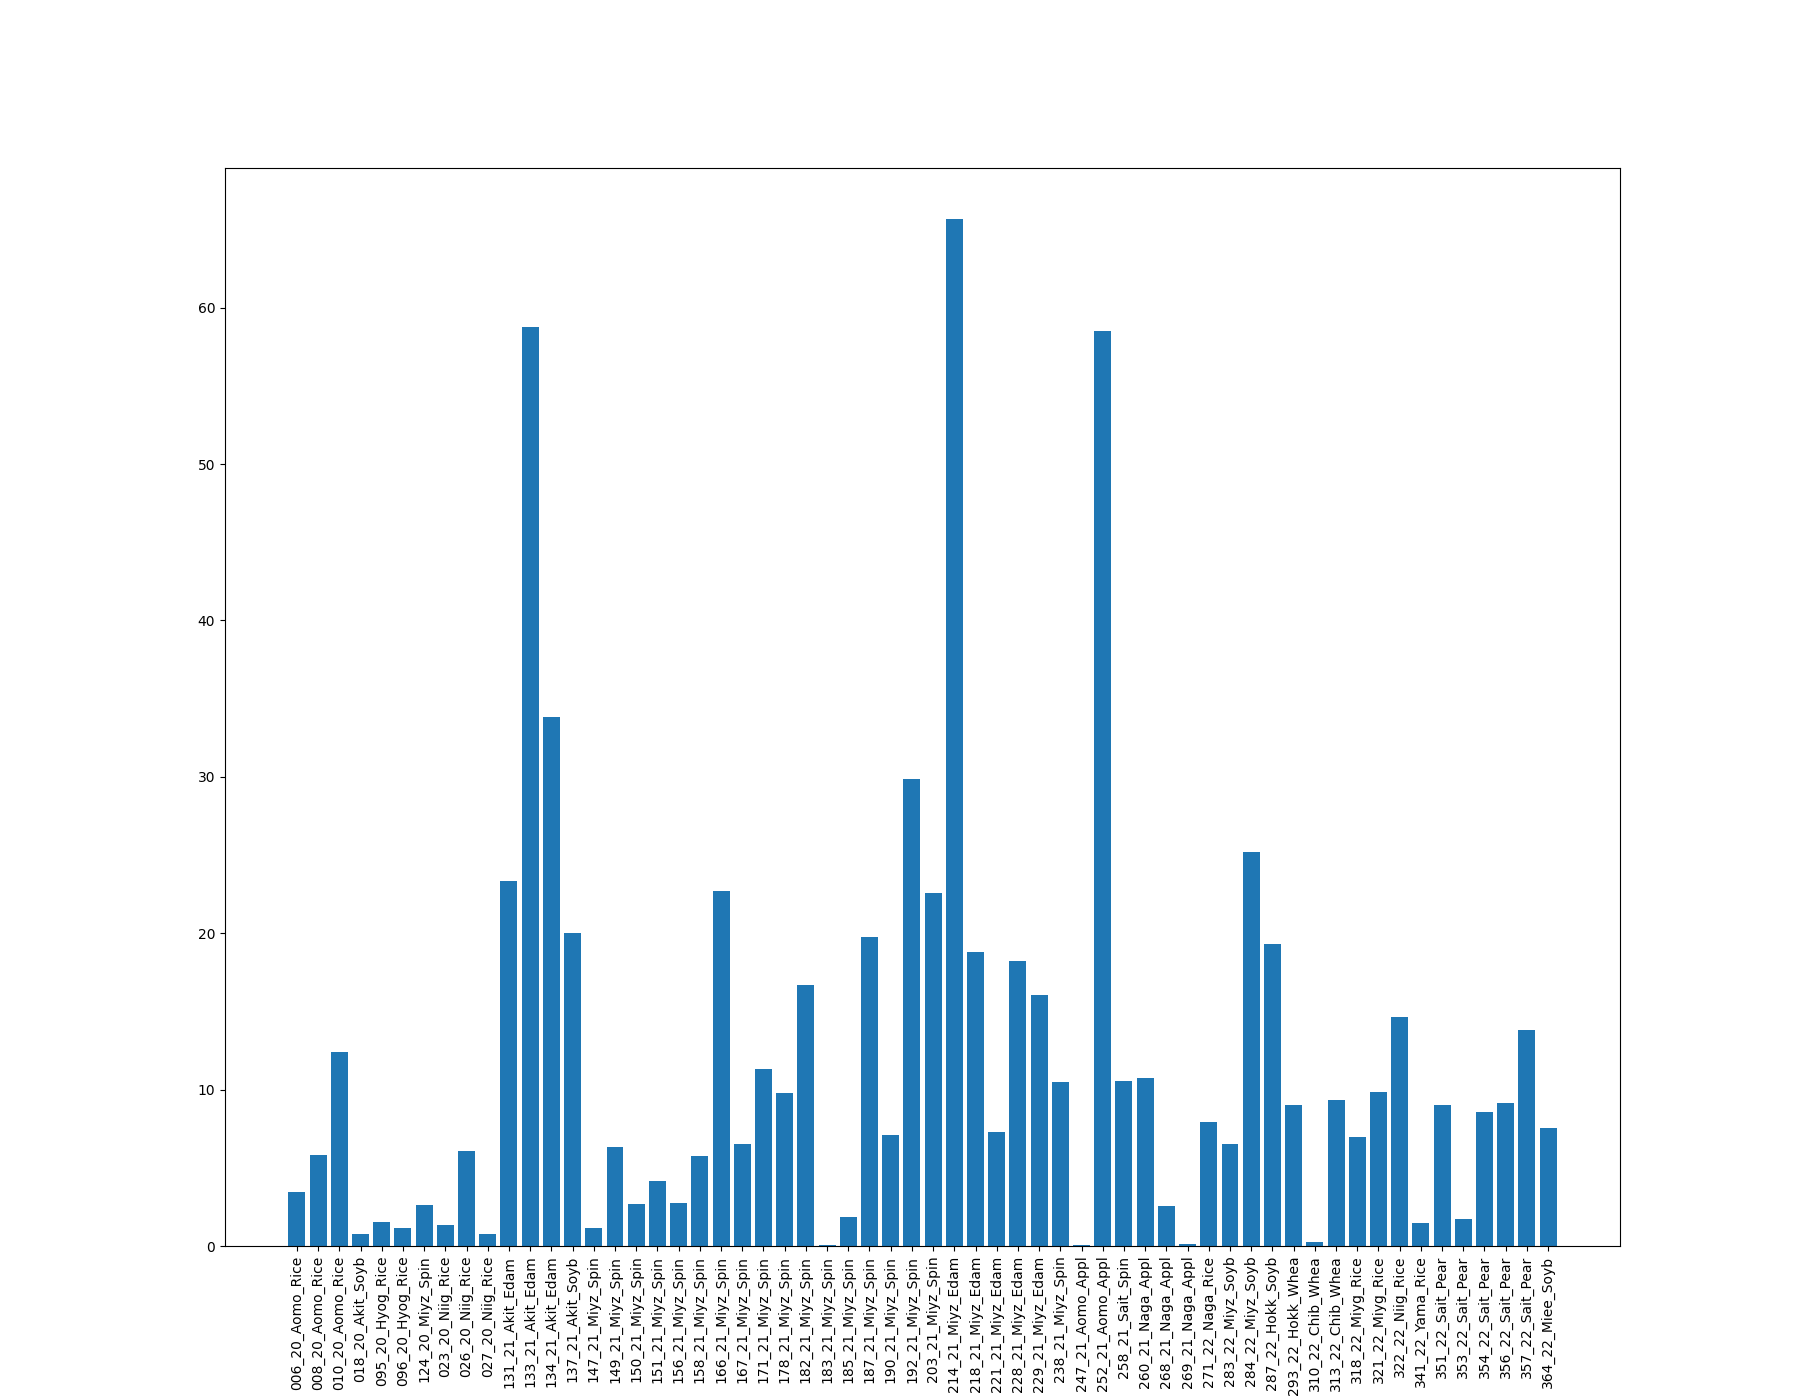 60
50
40
30
20
10
0
006_20_Aomo_Rice
008_20_Aomo_Rice
010_20_Aomo_Rice
018_20_Akit_Soyb
095_20_Hyog_Rice
096_20_Hyog_Rice
124_20_Miyz_Spin
023_20_Niig_Rice
026_20_Niig_Rice
027_20_Niig_Rice
131_21_Akit_Edam
133_21_Akit_Edam
134_21_Akit_Edam
137_21_Akit_Soyb
147_21_Miyz_Spin
149_21_Miyz_Spin
150_21_Miyz_Spin
151_21_Miyz_Spin
156_21_Miyz_Spin
158_21_Miyz_Spin
166_21_Miyz_Spin
167_21_Miyz_Spin
171_21_Miyz_Spin
178_21_Miyz_Spin
182_21_Miyz_Spin
183_21_Miyz_Spin
185_21_Miyz_Spin
187_21_Miyz_Spin
190_21_Miyz_Spin
192_21_Miyz_Spin
203_21_Miyz_Spin
214_21_Miyz_Edam
218_21_Miyz_Edam
221_21_Miyz_Edam
228_21_Miyz_Edam
229_21_Miyz_Edam
238_21_Miyz_Spin
247_21_Aomo_Appl
252_21_Aomo_Appl
258_21_Sait_Spin
260_21_Naga_Appl
268_21_Naga_Appl
269_21_Naga_Appl
271_22_Naga_Rice
283_22_Miyz_Soyb
284_22_Miyz_Soyb
287_22_Hokk_Soyb
293_22_Hokk_Whea
310_22_Chib_Whea
313_22_Chib_Whea
318_22_Miyg_Rice
321_22_Miyg_Rice
322_22_Niig_Rice
341_22_Yama_Rice
351_22_Sait_Pear
353_22_Sait_Pear
354_22_Sait_Pear
356_22_Sait_Pear
357_22_Sait_Pear
364_22_Miee_Soyb